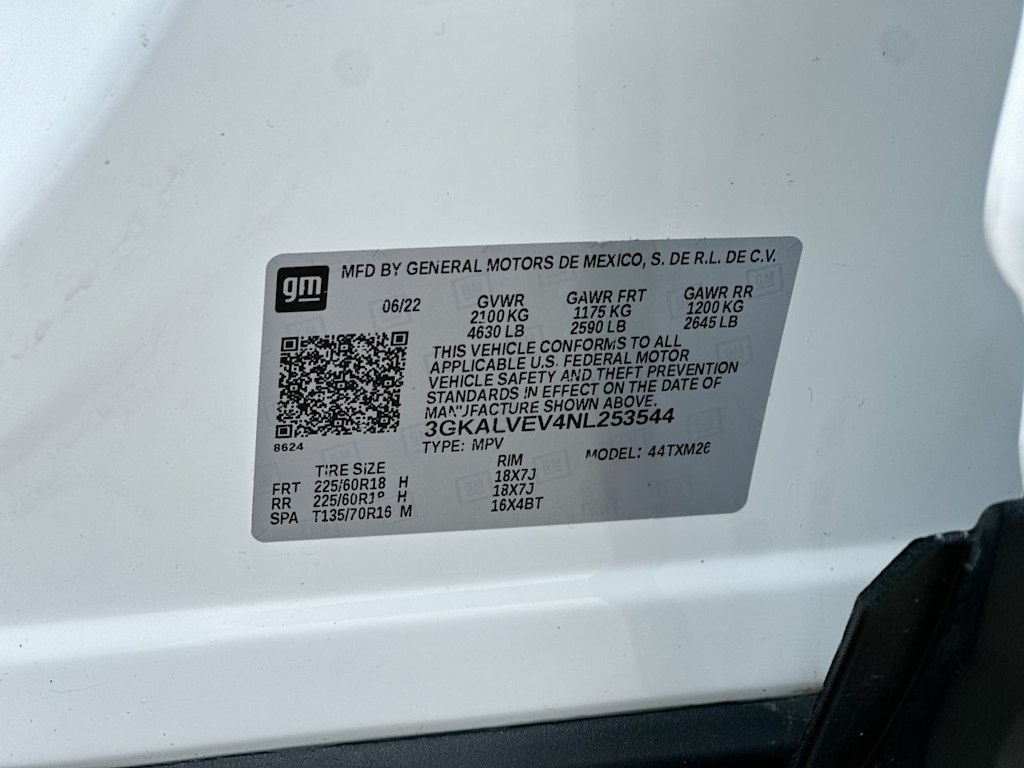 gm
MFD BY GENERAL MOTORS DE MEXICO, S. DE R.L. DE C.V.
06/22 GVWR GAWR FRT GAWR RR
2100 KG 1175 KG 1200 KG
4630 LB 2590 LB 2645 LB
THIS VEHICLE CONFORMS TO ALL
APPLICABLE U.S. FEDERAL MOTOR
VEHICLE SAFETY AND THEFT PREVENTION
STANDARDS IN EFFECT ON THE DATE OF
MANUFACTURE SHOWN ABOVE.
3GKALVEV4NL253544
8624
TYPE: MPV MODEL: 44TXM26
TIRE SIZE RIM
FRT 225/60R18 H 18X7J
RR 225/60R18 H 18X7J
SPA T135/70R16 M 16X4BT